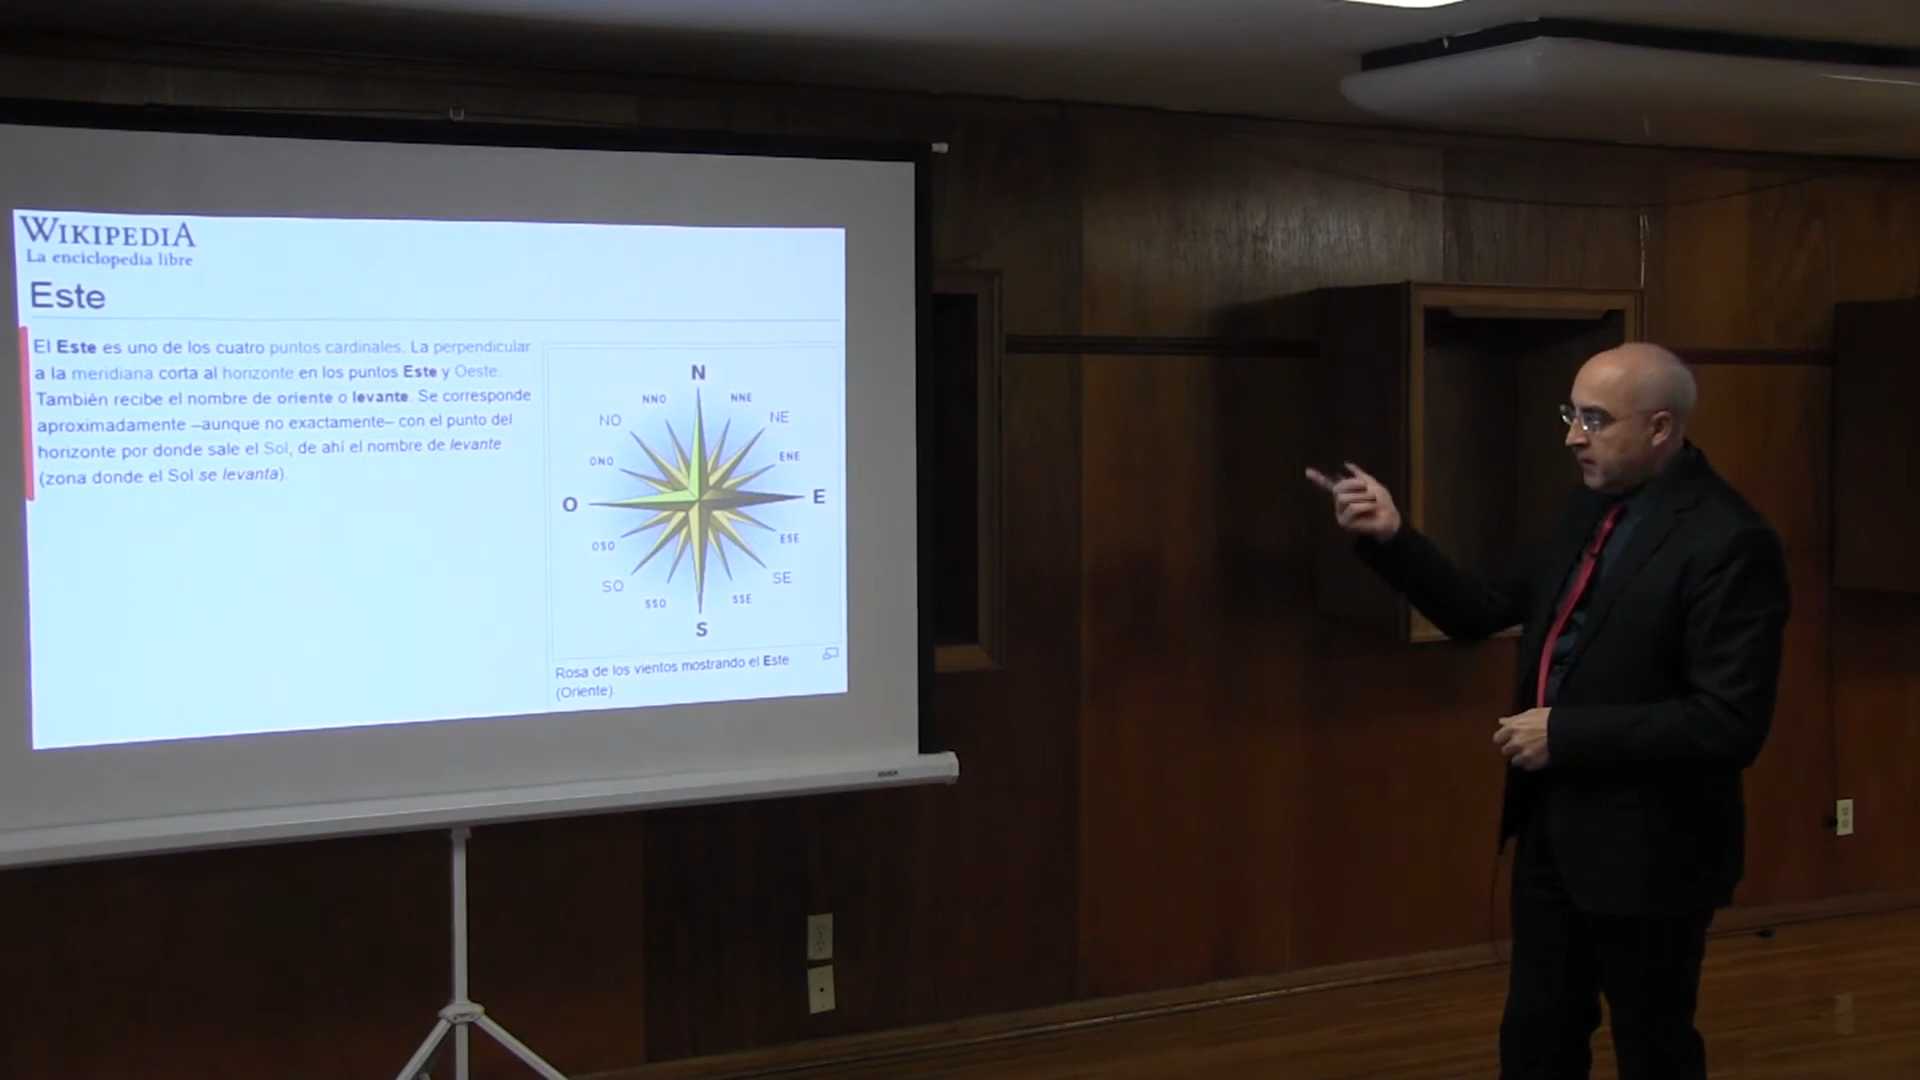 WIKIPEDIA
La enciclopedia libre
Este
El Este es uno de los cuatro puntos cardinales. La perpendicular
a la meridiana corta al horizonte en los puntos Este y Oeste.
También recibe el nombre de oriente o levante. Se corresponde
aproximadamente –aunque no exactamente– con el punto del
horizonte por donde sale el Sol, de ahí el nombre de levante
(zona donde el Sol se levanta).
N
NNO
NNE
NO
NE
ONO
ENE
O
E
OSO
ESE
SO
SE
SSO
SSE
S
Rosa de los vientos mostrando el Este
(Oriente).